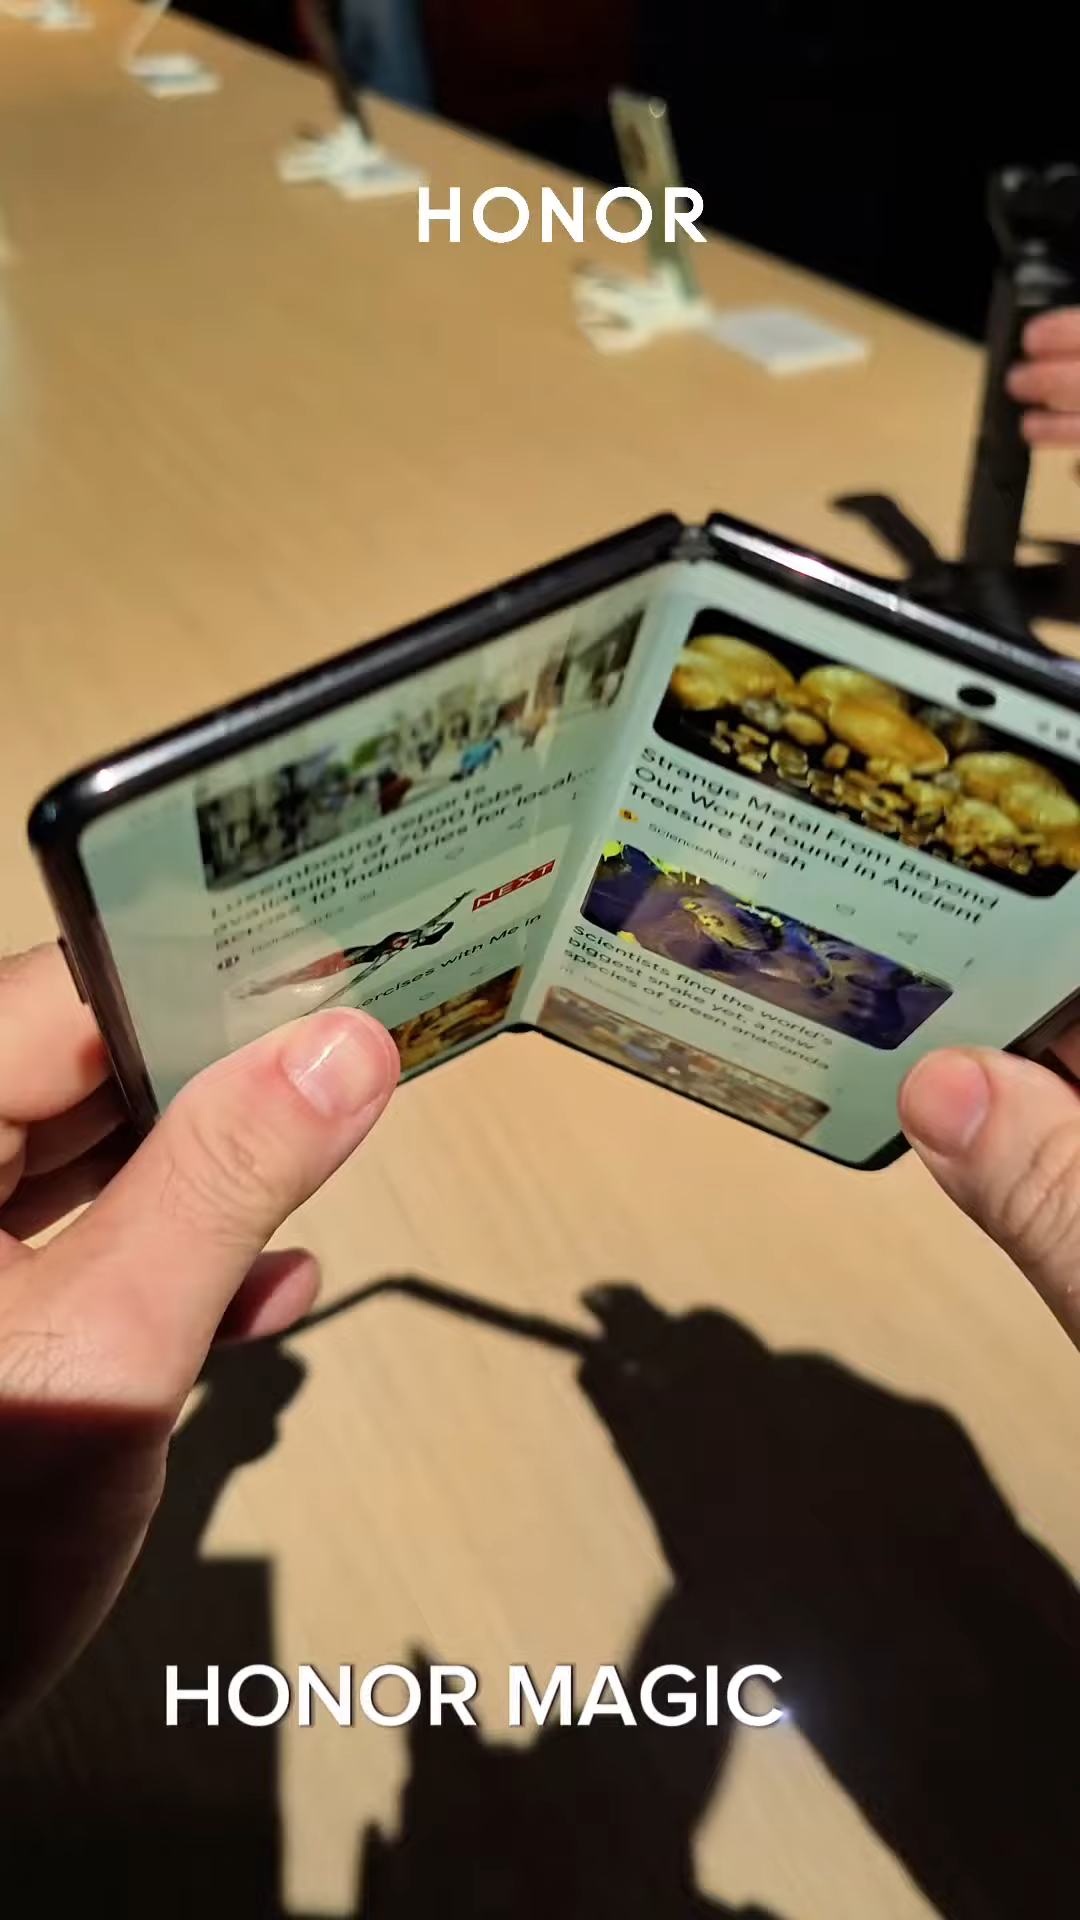 HONOR
Luxembourg reports
availability of 7000 jobs
across 10 industries for local...
NEXT
ercises with Me in
Strange Metal From Beyond
Our World Found in Ancient
Treasure Stash
ScienceAlert · 2d
Scientists find the world's
biggest snake yet, a new
species of green anaconda
HONOR MAGIC